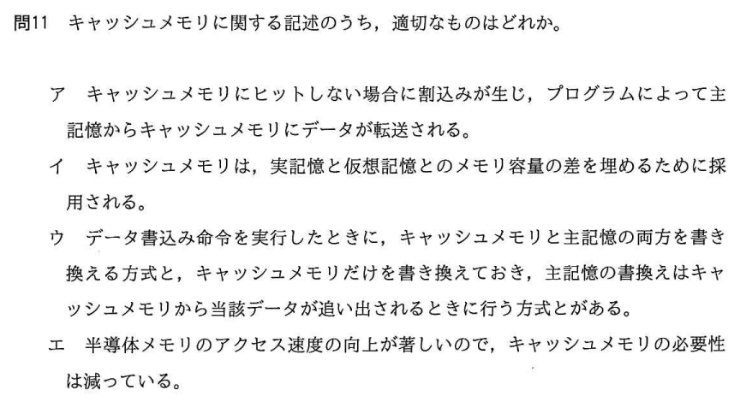 問11 キャッシュメモリに関する記述のうち，適切なものはどれか。
ア キャッシュメモリにヒットしない場合に割込みが生じ，プログラムによって主
記憶からキャッシュメモリにデータが転送される。
イ キャッシュメモリは，実記憶と仮想記憶とのメモリ容量の差を埋めるために採
用される。
ウ データ書込み命令を実行したときに，キャッシュメモリと主記憶の両方を書き
換える方式と，キャッシュメモリだけを書き換えておき，主記憶の書換えはキャ
ッシュメモリから当該データが追い出されるときに行う方式とがある。
エ 半導体メモリのアクセス速度の向上が著しいので，キャッシュメモリの必要性
は減っている。